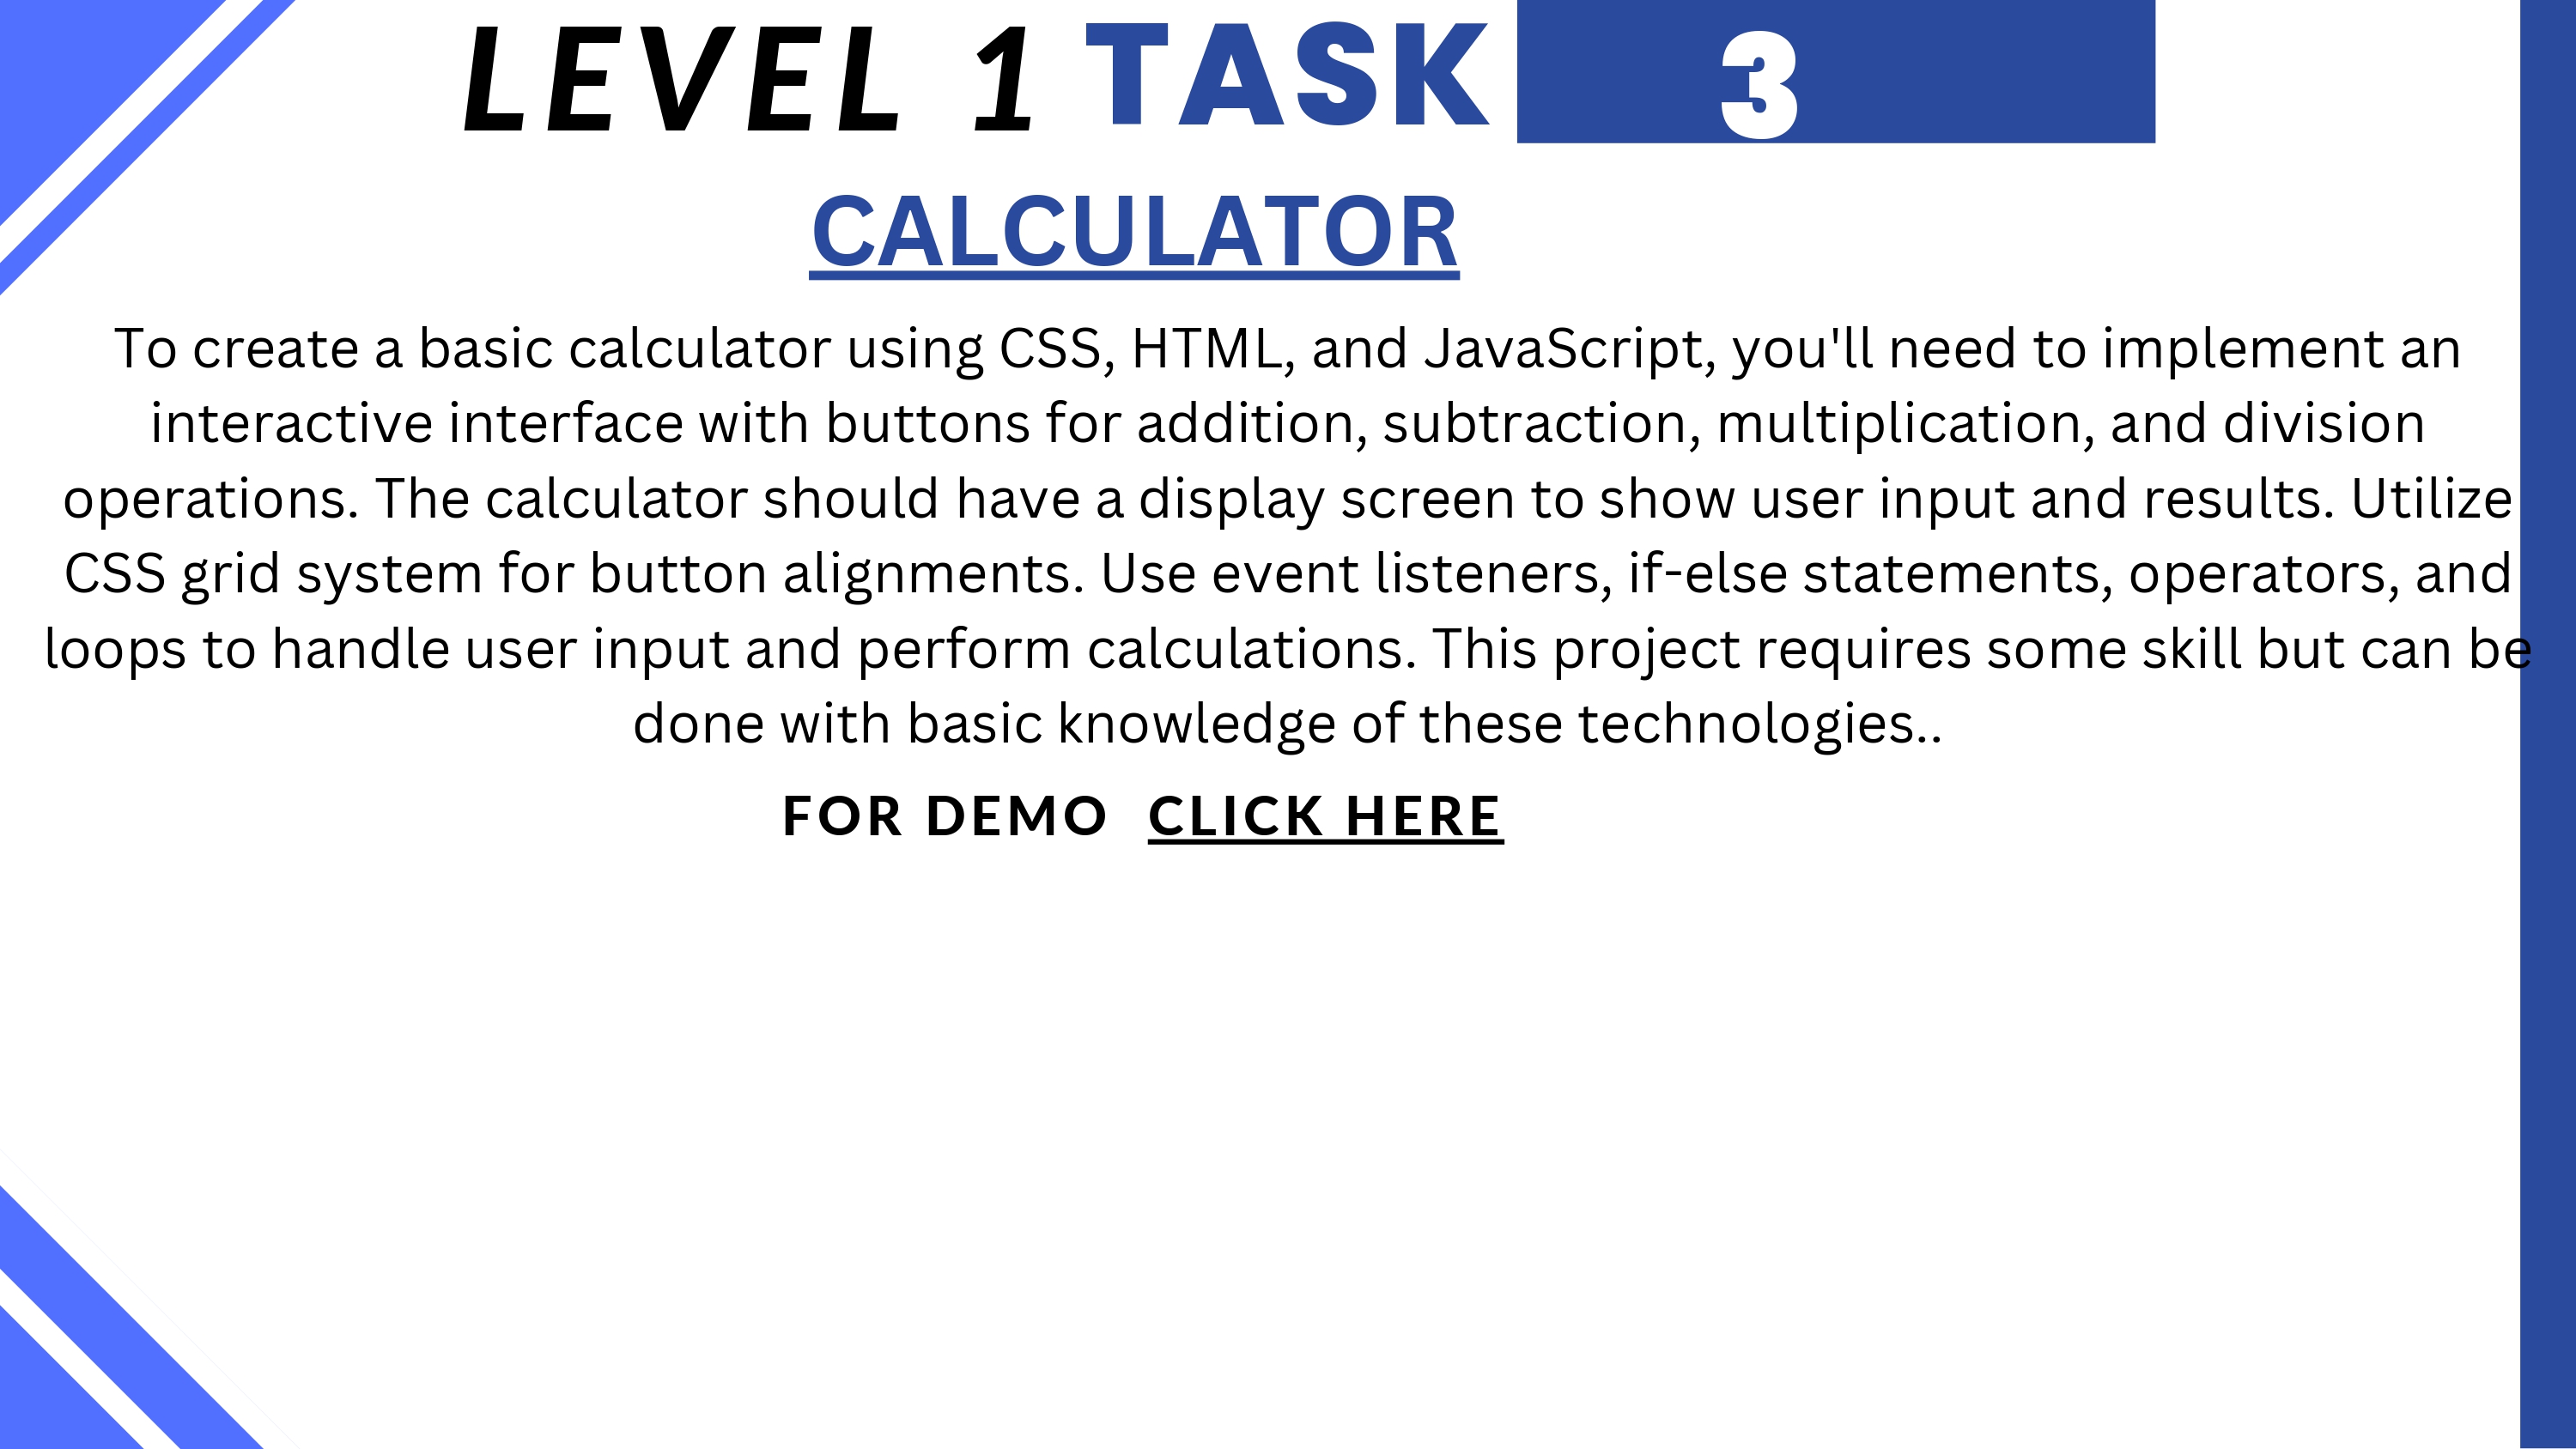 LEVEL 1 TASK 3
CALCULATOR
To create a basic calculator using CSS, HTML, and JavaScript, you'll need to implement an
interactive interface with buttons for addition, subtraction, multiplication, and division
operations. The calculator should have a display screen to show user input and results. Utilize
CSS grid system for button alignments. Use event listeners, if-else statements, operators, and
loops to handle user input and perform calculations. This project requires some skill but can be
done with basic knowledge of these technologies..
FOR DEMO CLICK HERE